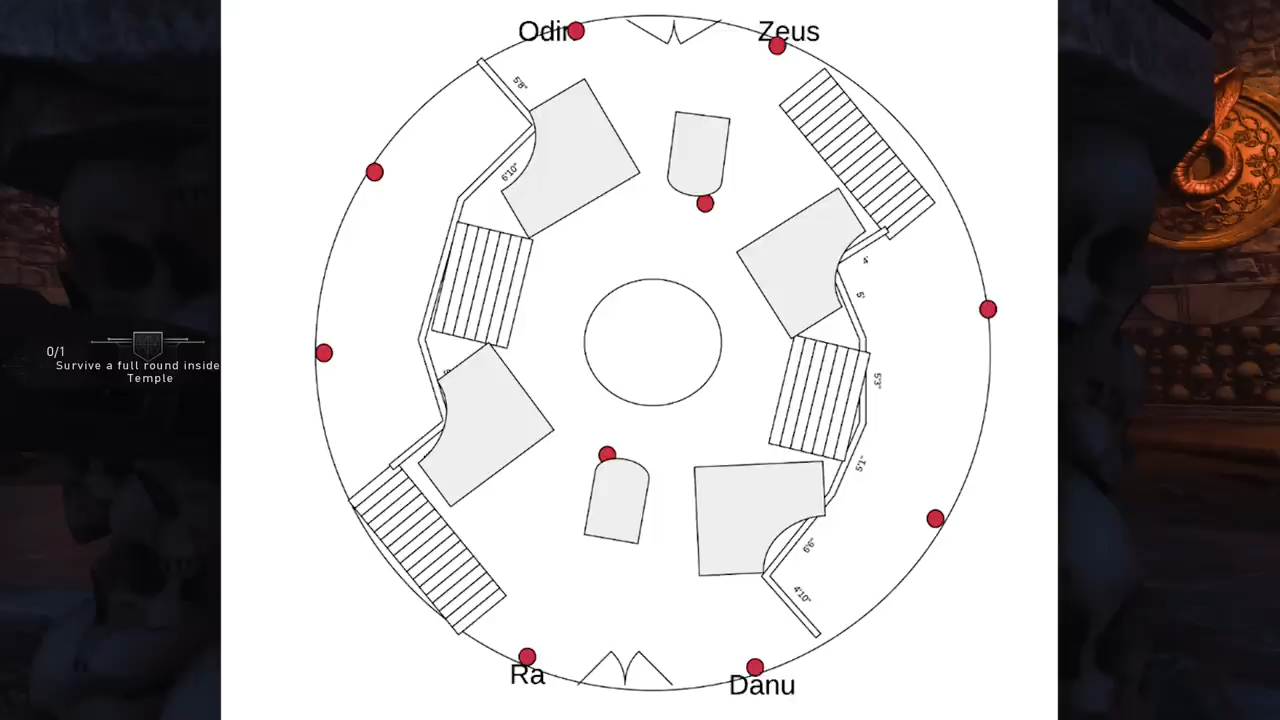 Odin
Zeus
5'8"
6'10"
4'
5'
0/1
Survive a full round inside
Temple
5'3"
5'1"
6'6"
4'10"
Ra
Danu